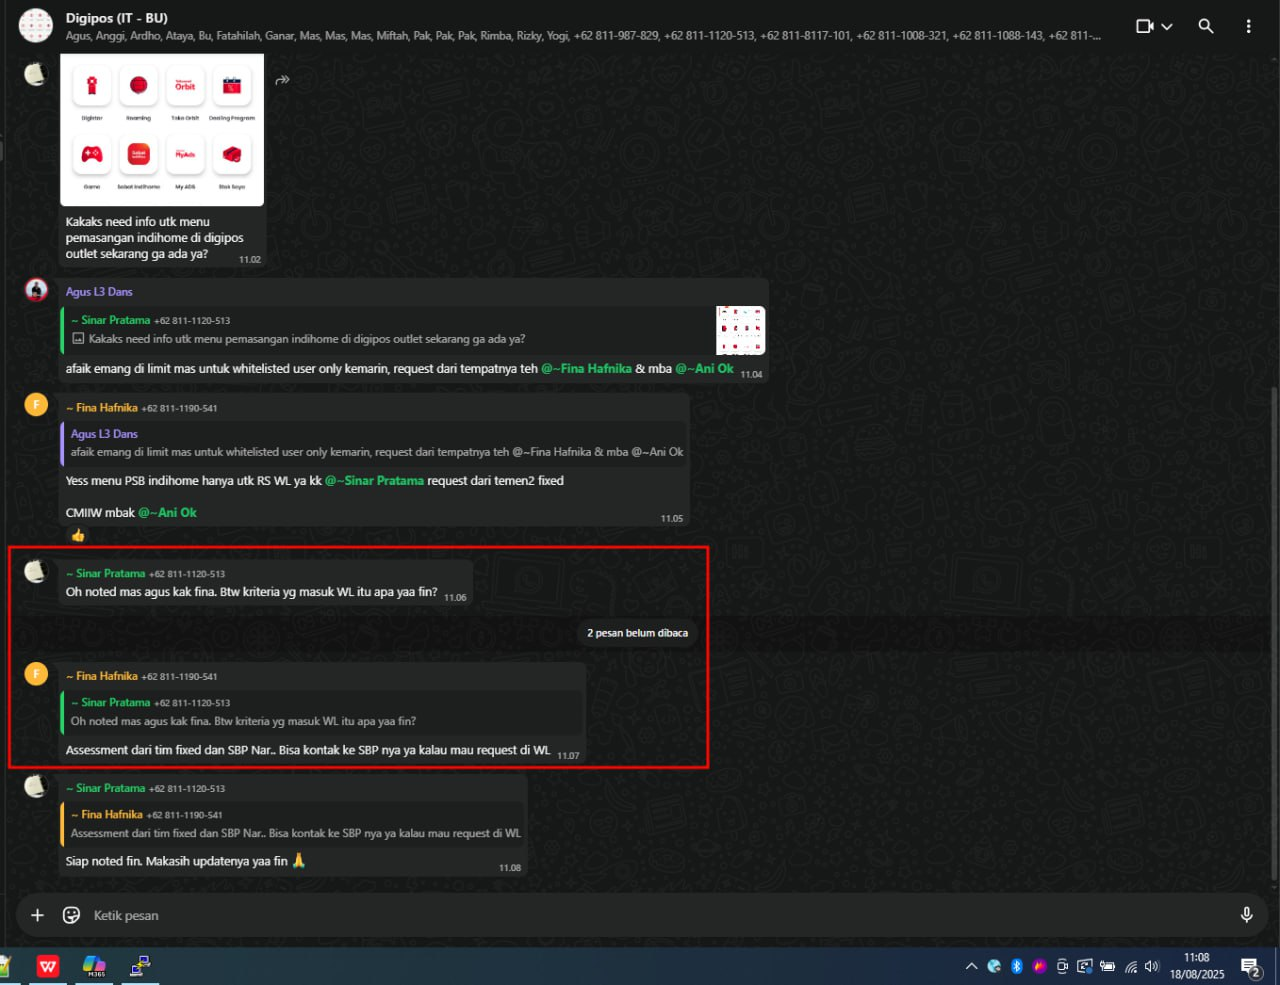 Digipos (IT - BU)
Agus, Anggi, Ardho, Ataya, Bu, Fatahilah, Ganar, Mas, Mas, Mas, Miftah, Pak, Pak, Pak, Rimba, Rizky, Yogi, +62 811-987-829, +62 811-1120-513, +62 811-8117-101, +62 811-1008-321, +62 811-1088-143, +62 811-...
Orbit
Digistar Roaming Toko Orbit Dealing Program
MyAds
Game Sobat Indihome My ADS Stok Saya
Kakaks need info utk menu
pemasangan indihome di digipos
outlet sekarang ga ada ya?
11.02
Agus L3 Dans
~ Sinar Pratama +62 811-1120-513
Kakaks need info utk menu pemasangan indihome di digipos outlet sekarang ga ada ya?
afaik emang di limit mas untuk whitelisted user only kemarin, request dari tempatnya teh @~Fina Hafnika & mba @~Ani Ok 11.04
F
~ Fina Hafnika +62 811-1190-541
Agus L3 Dans
afaik emang di limit mas untuk whitelisted user only kemarin, request dari tempatnya teh @~Fina Hafnika & mba @~Ani Ok
Yess menu PSB indihome hanya utk RS WL ya kk @~Sinar Pratama request dari temen2 fixed
CMIIW mbak @~Ani Ok
11.05
~ Sinar Pratama +62 811-1120-513
Oh noted mas agus kak fina. Btw kriteria yg masuk WL itu apa yaa fin? 11.06
2 pesan belum dibaca
F
~ Fina Hafnika +62 811-1190-541
~ Sinar Pratama +62 811-1120-513
Oh noted mas agus kak fina. Btw kriteria yg masuk WL itu apa yaa fin?
Assessment dari tim fixed dan SBP Nar.. Bisa kontak ke SBP nya ya kalau mau request di WL 11.07
~ Sinar Pratama +62 811-1120-513
~ Fina Hafnika +62 811-1190-541
Assessment dari tim fixed dan SBP Nar.. Bisa kontak ke SBP nya ya kalau mau request di WL
Siap noted fin. Makasih updatenya yaa fin 🙏
11.08
Ketik pesan
W
M365
11:08
18/08/2025
2